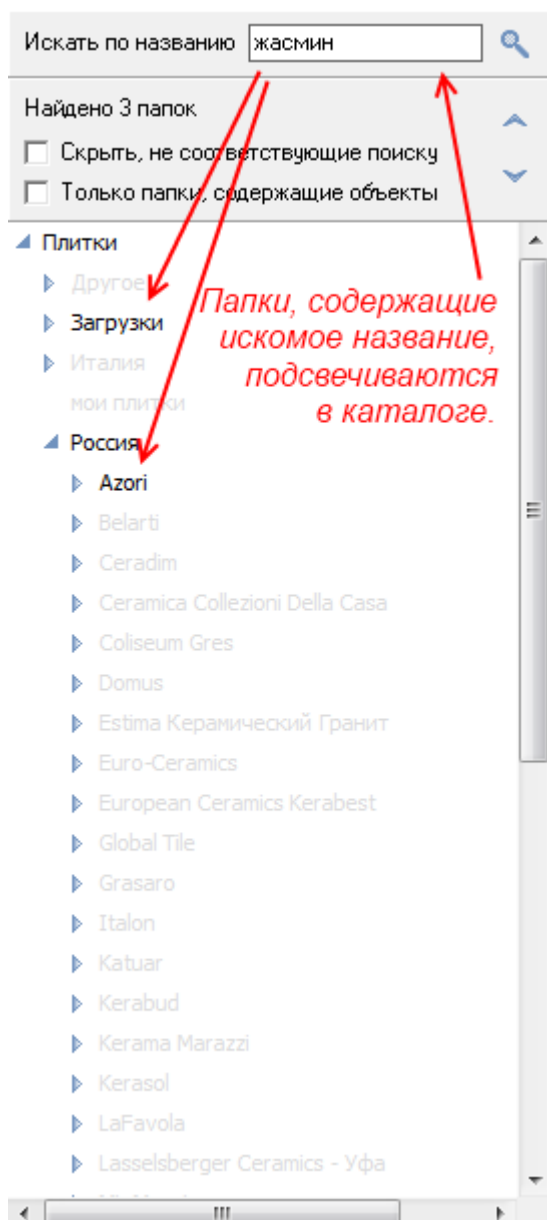 Искать по названию жасмин
Найдено 3 папок
Скрыть, не соответствующие поиску
Только папки, содержащие объекты
Плитки
Другое
Загрузки
Италия
мои плитки
Россия
Azori
Belarti
Ceradim
Ceramica Collezioni Della Casa
Coliseum Gres
Domus
Estima Керамический Гранит
Euro-Ceramics
European Ceramics Kerabest
Global Tile
Grasaro
Italon
Katuar
Kerabud
Kerama Marazzi
Kerasol
LaFavola
Lasselsberger Ceramics - Уфа
Папки, содержащие
искомое название,
подсвечиваются
в каталоге.